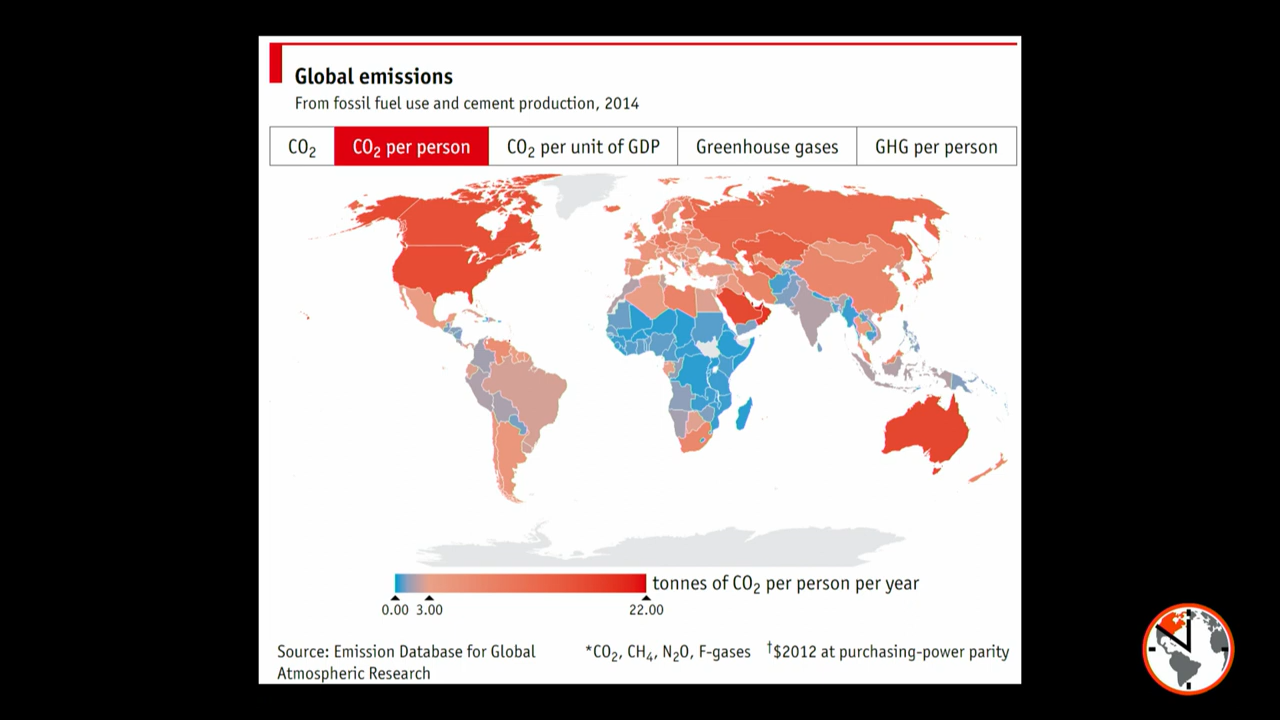 Global emissions
From fossil fuel use and cement production, 2014
CO₂ CO₂ per person CO₂ per unit of GDP Greenhouse gases GHG per person
tonnes of CO₂ per person per year
0.00 3.00 22.00
Source: Emission Database for Global
Atmospheric Research
*CO₂, CH₄, N₂O, F-gases †$2012 at purchasing-power parity